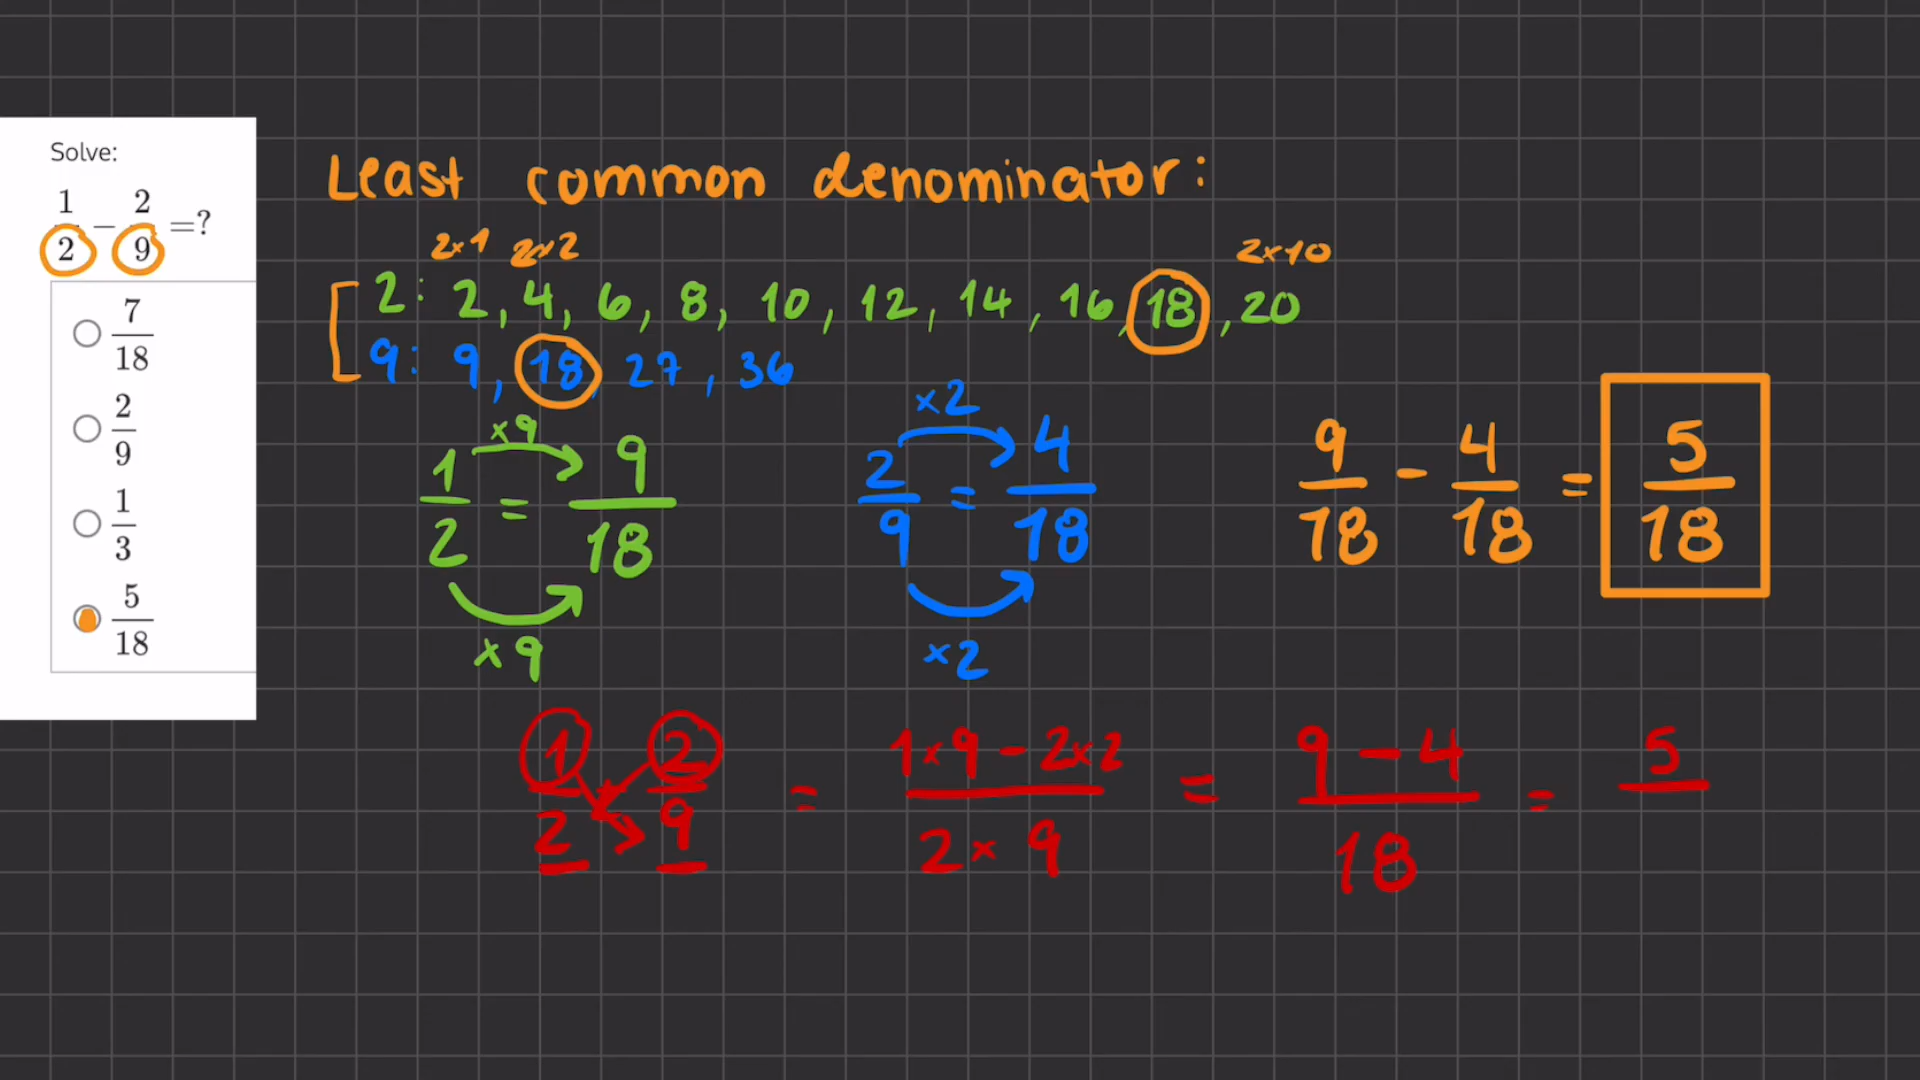 Solve:
1/2 − 2/9 =?
7/18
2/9
1/3
5/18
Least common denominator:
2×1 2×2 2×10
2: 2, 4, 6, 8, 10, 12, 14, 16, 18, 20
9: 9, 18, 27, 36
×9
1/2 = 9/18
×9
×2
2/9 = 4/18
×2
9/18 - 4/18 = 5/18
1/2 - 2/9 = (1×9 - 2×2)/(2×9) = (9 - 4)/18 = 5/